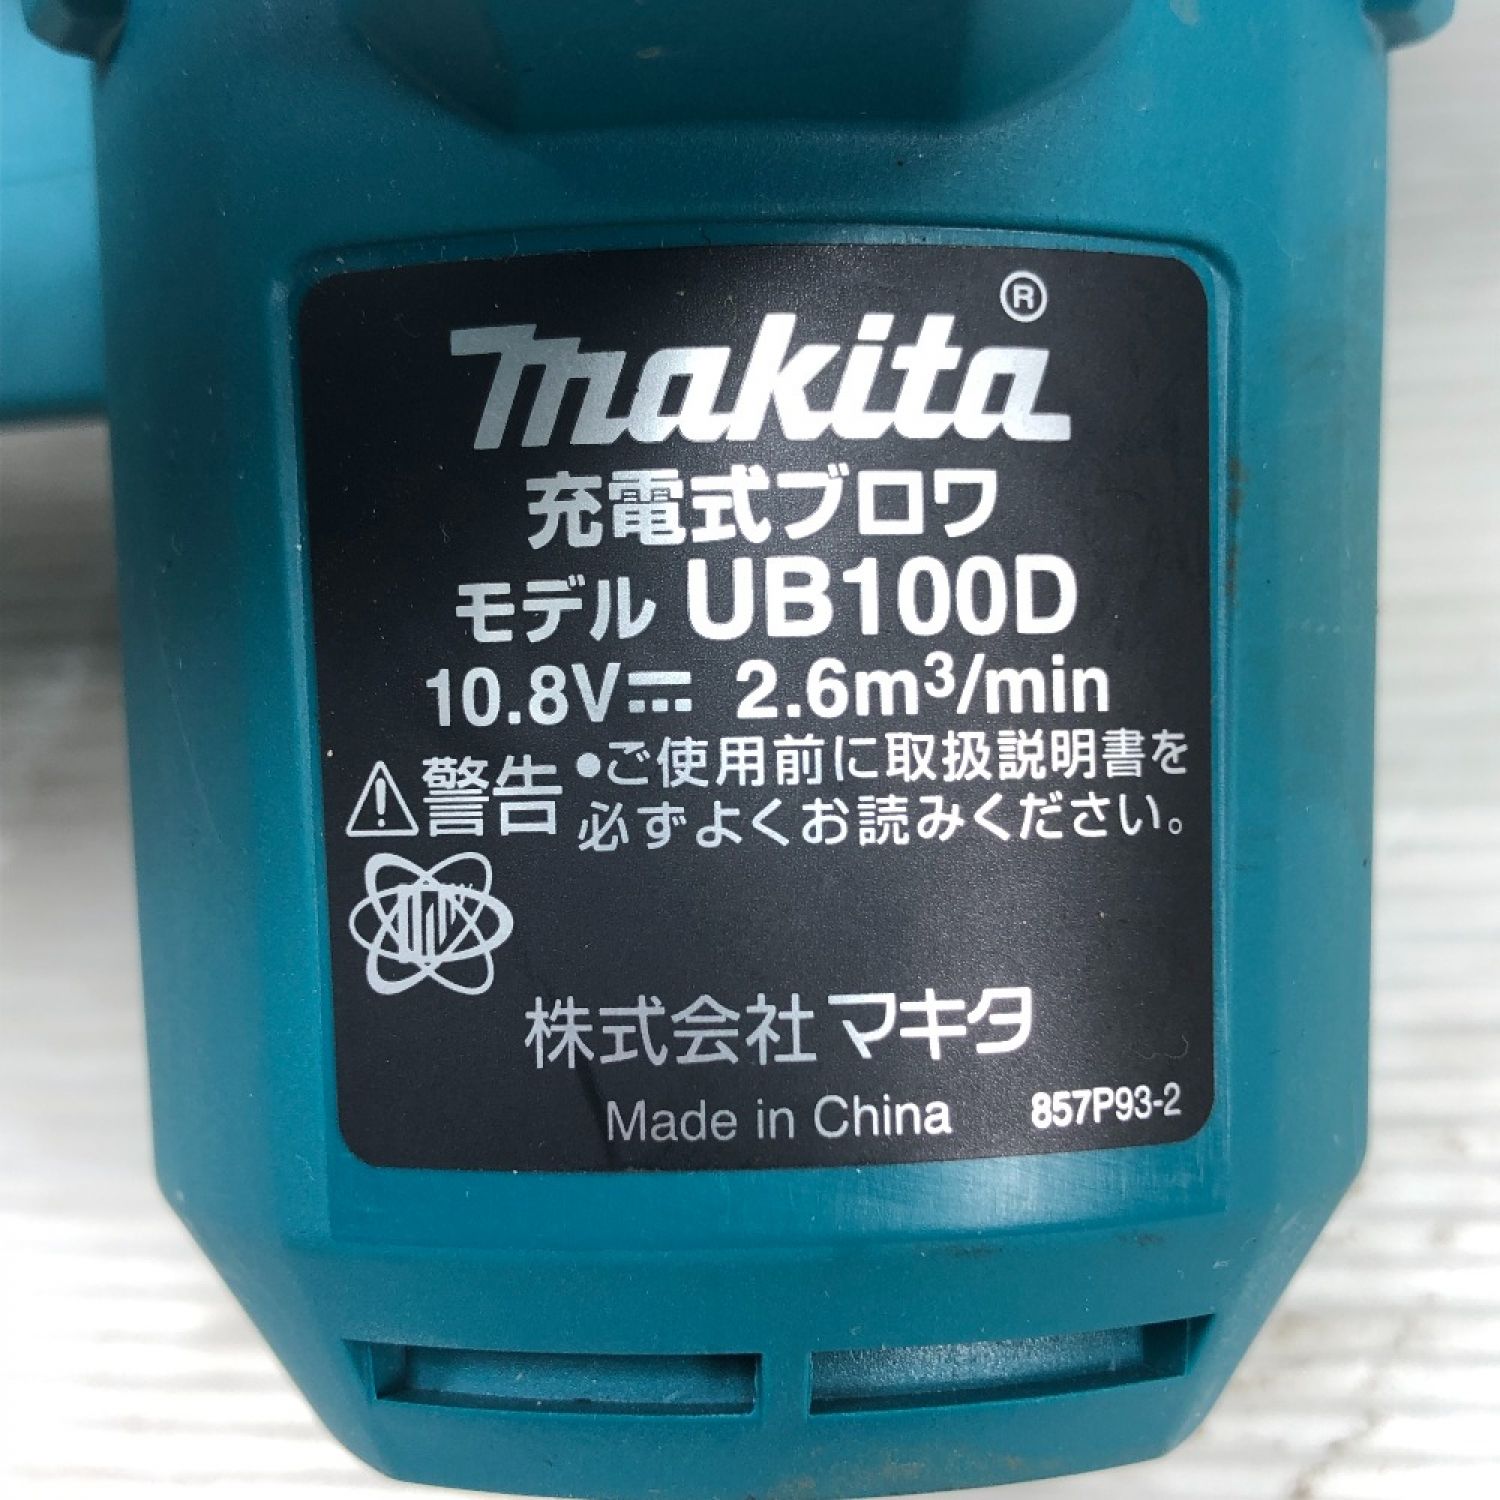 makita®
充電式ブロワ
モデル UB100D
10.8V⎓ 2.6m³/min
⚠警告 •ご使用前に取扱説明書を
必ずよくお読みください。
株式会社マキタ
Made in China 857P93-2